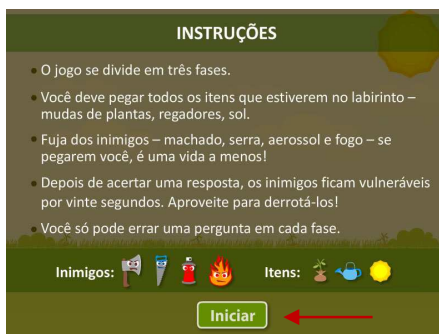 INSTRUÇÕES
• O jogo se divide em três fases.
• Você deve pegar todos os itens que estiverem no labirinto –
mudas de plantas, regadores, sol.
• Fuja dos inimigos – machado, serra, aerossol e fogo – se
pegarem você, é uma vida a menos!
• Depois de acertar uma resposta, os inimigos ficam vulneráveis
por vinte segundos. Aproveite para derrotá-los!
• Você só pode errar uma pergunta em cada fase.
Inimigos: Itens:
Iniciar